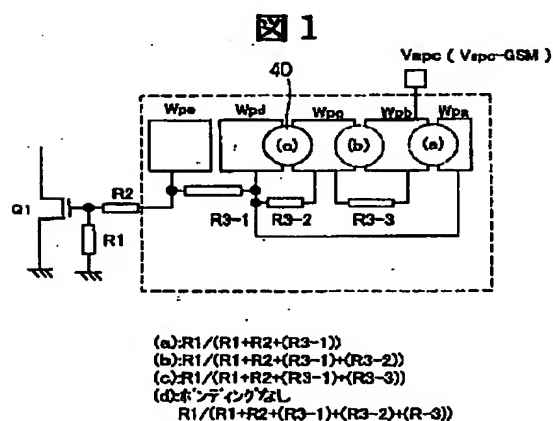 図1
Vapc ( Vapc-GSM )
40
Wpe Wpd Wpc Wpb Wpa
(c) (b) (a)
Q1 R2 R3-1 R3-2 R3-3
R1
(a):R1/(R1+R2+(R3-1))
(b):R1/(R1+R2+(R3-1)+(R3-2))
(c):R1/(R1+R2+(R3-1)+(R3-3))
(d):ボンディングなし
R1/(R1+R2+(R3-1)+(R3-2)+(R-3))